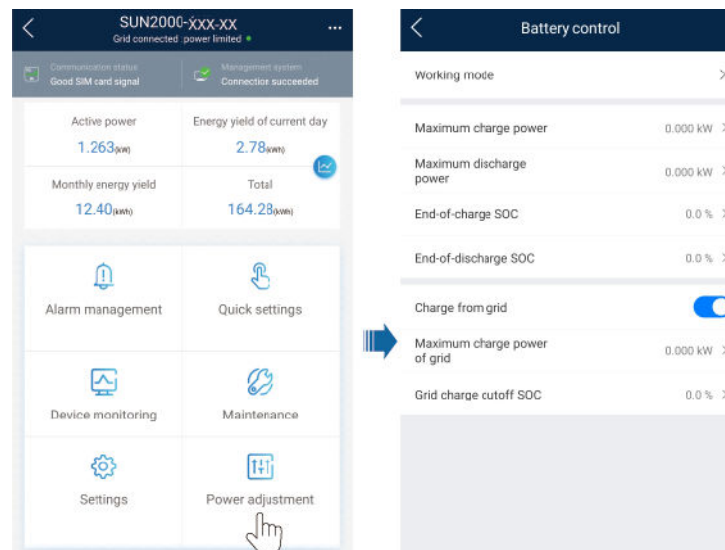 SUN2000-XXX-XX
Grid connected :power limited
Communication status
Good SIM card signal
Management system
Connection succeeded
Active power
1.263(kW)
Energy yield of current day
2.78(kWh)
Monthly energy yield
12.40(kWh)
Total
164.28(kWh)
Alarm management
Quick settings
Device monitoring
Maintenance
Settings
Power adjustment
Battery control
Working mode
Maximum charge power 0.000 kW
Maximum discharge
power 0.000 kW
End-of-charge SOC 0.0 %
End-of-discharge SOC 0.0 %
Charge from grid
Maximum charge power
of grid 0.000 kW
Grid charge cutoff SOC 0.0 %